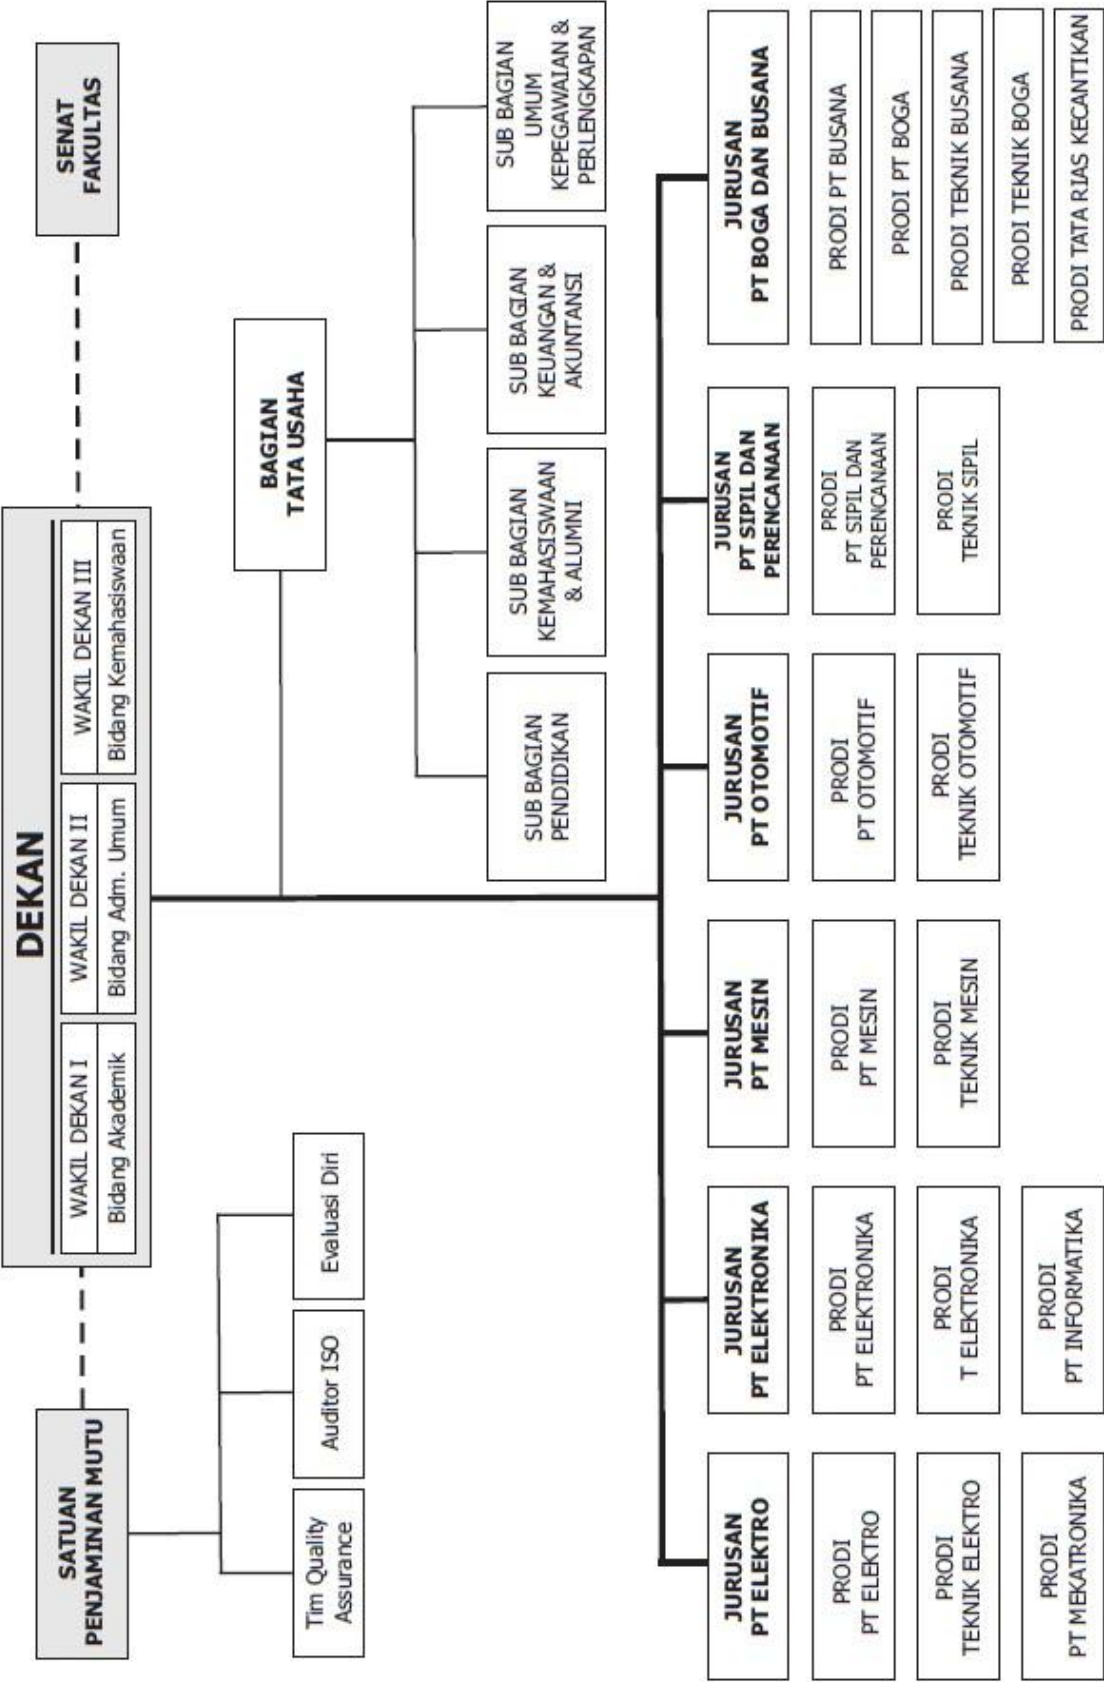 DEKAN
WAKIL DEKAN I
Bidang Akademik
WAKIL DEKAN II
Bidang Adm. Umum
WAKIL DEKAN III
Bidang Kemahasiswaan
SATUAN
PENJAMINAN MUTU
SENAT
FAKULTAS
Tim Quality
Assurance
Auditor ISO
Evaluasi Diri
BAGIAN
TATA USAHA
SUB BAGIAN
PENDIDIKAN
SUB BAGIAN
KEMAHASISWAAN
& ALUMNI
SUB BAGIAN
KEUANGAN &
AKUNTANSI
SUB BAGIAN
UMUM
KEPEGAWAIAN &
PERLENGKAPAN
JURUSAN
PT ELEKTRO
PRODI
PT ELEKTRO
PRODI
TEKNIK ELEKTRO
PRODI
PT MEKATRONIKA
JURUSAN
PT ELEKTRONIKA
PRODI
PT ELEKTRONIKA
PRODI
T ELEKTRONIKA
PRODI
PT INFORMATIKA
JURUSAN
PT MESIN
PRODI
PT MESIN
PRODI
TEKNIK MESIN
JURUSAN
PT OTOMOTIF
PRODI
PT OTOMOTIF
PRODI
TEKNIK OTOMOTIF
JURUSAN
PT SIPIL DAN
PERENCANAAN
PRODI
PT SIPIL DAN
PERENCANAAN
PRODI
TEKNIK SIPIL
JURUSAN
PT BOGA DAN BUSANA
PRODI PT BUSANA
PRODI PT BOGA
PRODI TEKNIK BUSANA
PRODI TEKNIK BOGA
PRODI TATA RIAS KECANTIKAN